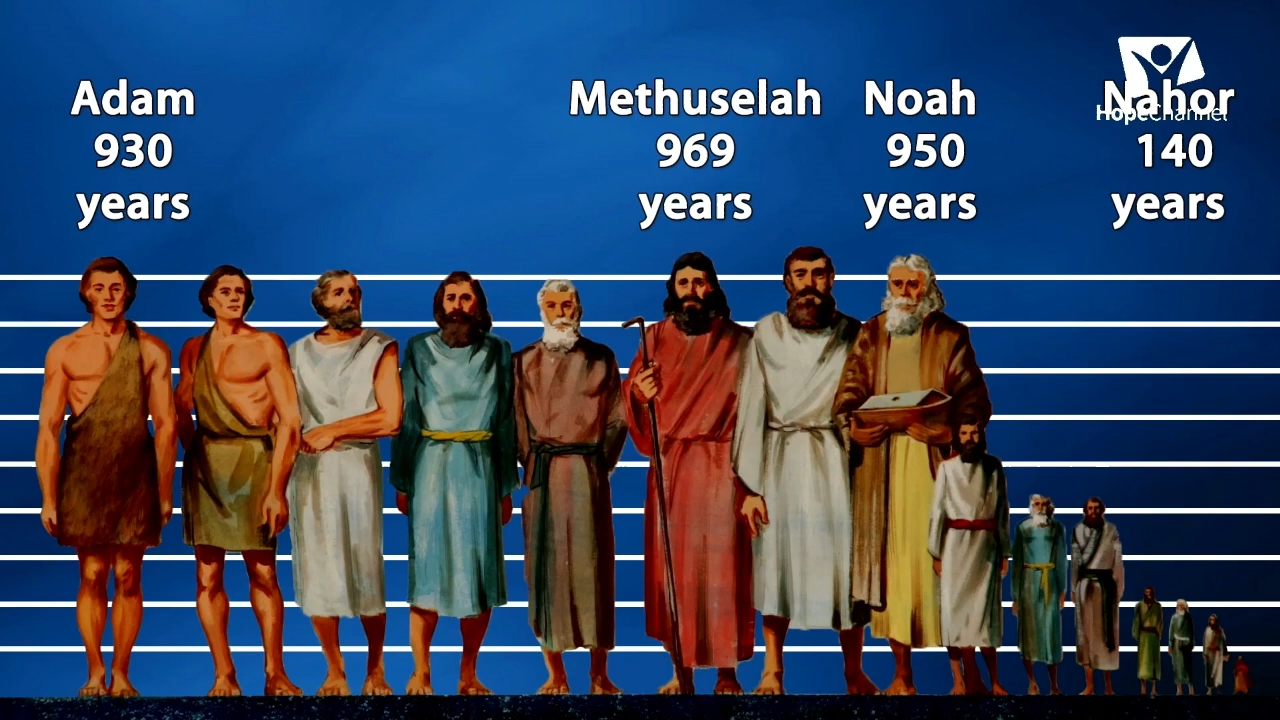 Adam
930
years
Methuselah
969
years
Noah
950
years
Nahor
140
years
HopeChannel